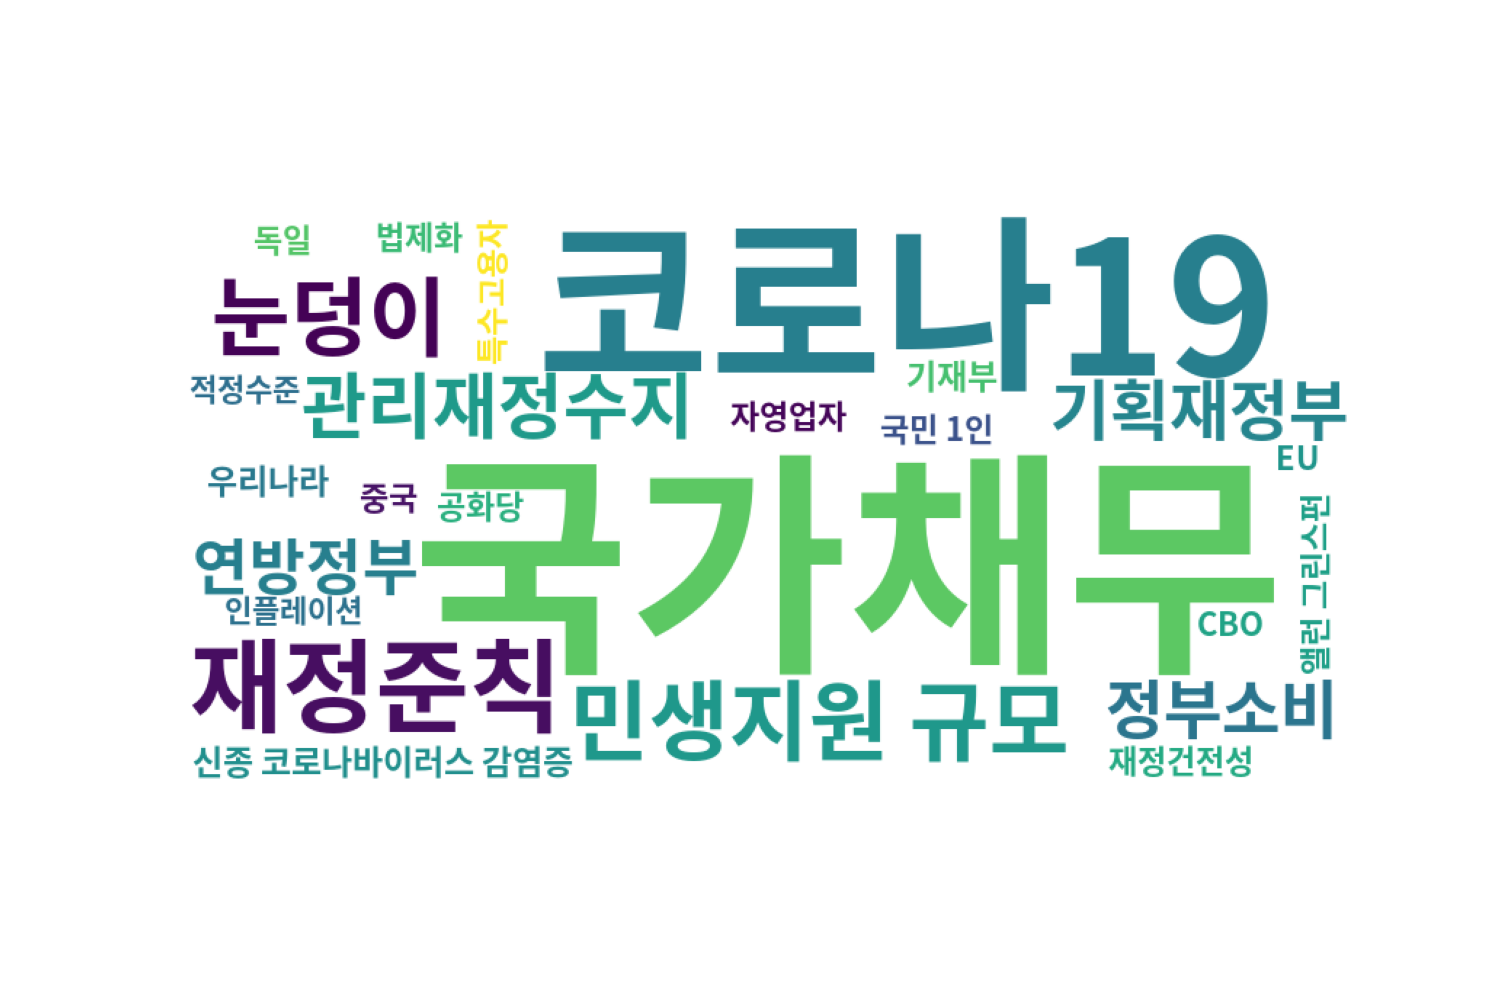 독일
법제화
특수고용자
코로나19
눈덩이
적정수준
관리재정수지
기재부
기획재정부
자영업자
국민 1인
EU
우리나라
중국
공화당
국가채무
앨런 그린스펀
연방정부
인플레이션
CBO
재정준칙
민생지원 규모
정부소비
신종 코로나바이러스 감염증
재정건전성